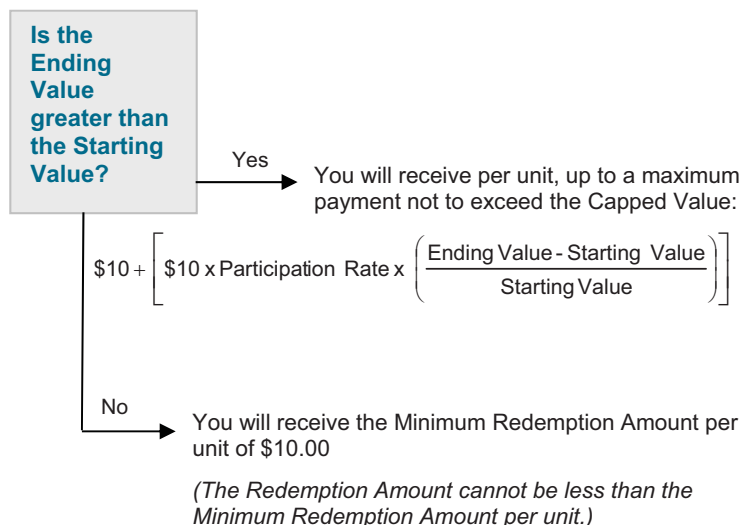 Is the
Ending
Value
greater than
the Starting
Value?
Yes
You will receive per unit, up to a maximum
payment not to exceed the Capped Value:
$10 + [ $10 x Participation Rate x ( Ending Value - Starting Value
Starting Value ) ]
No
You will receive the Minimum Redemption Amount per
unit of $10.00
(The Redemption Amount cannot be less than the
Minimum Redemption Amount per unit.)